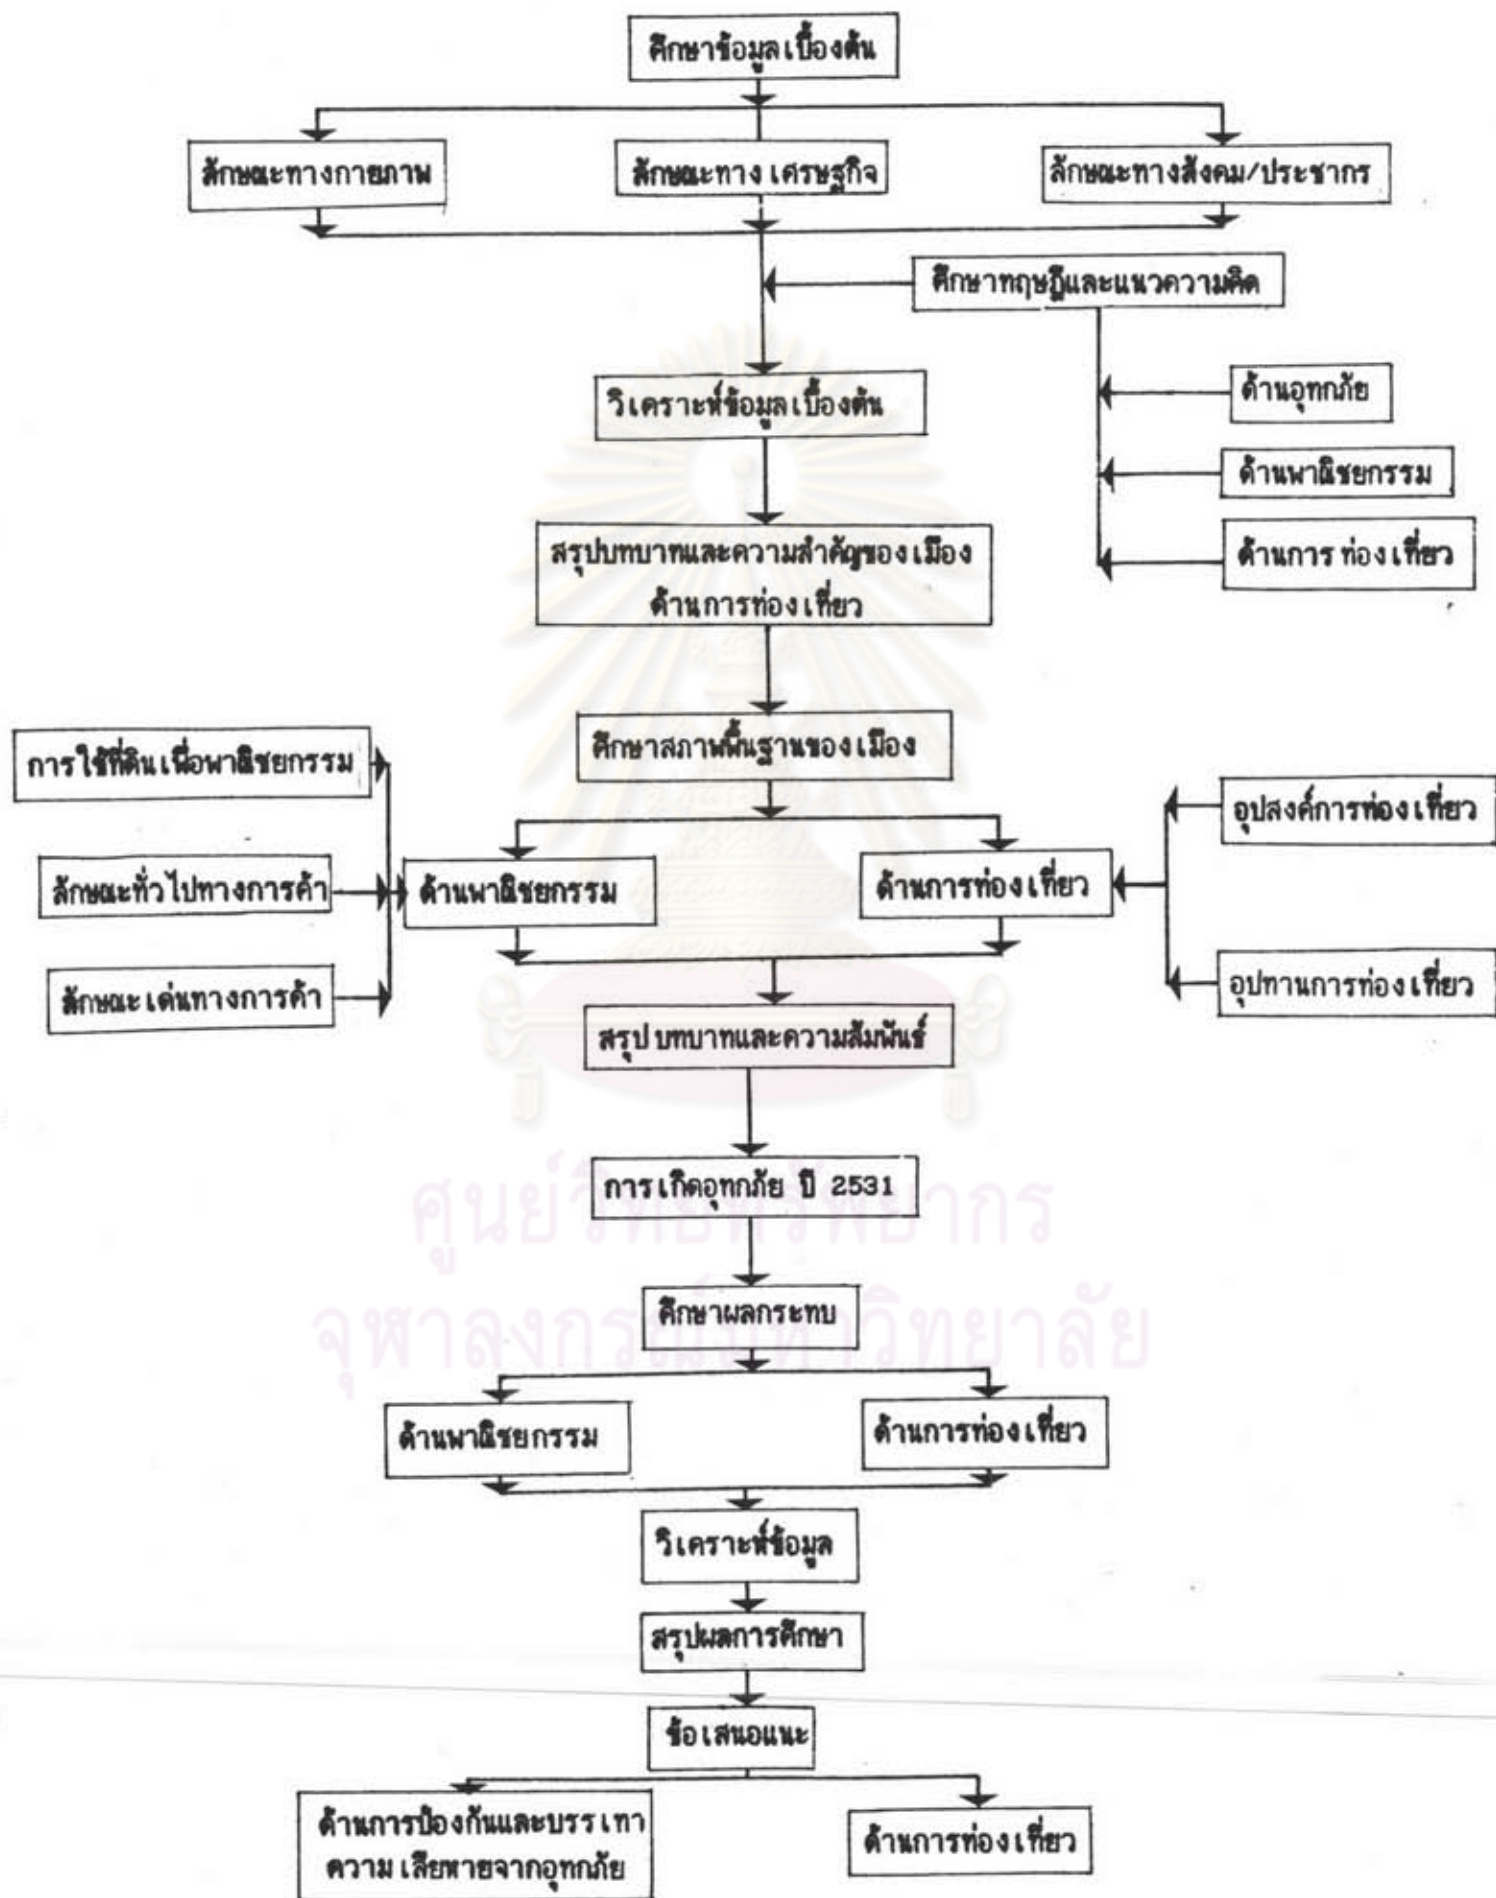 ศึกษาข้อมูลเบื้องต้น
ลักษณะทางกายภาพ
ลักษณะทางเศรษฐกิจ
ลักษณะทางสังคม/ประชากร
ศึกษาทฤษฎีและแนวความคิด
ด้านอุทกภัย
วิเคราะห์ข้อมูลเบื้องต้น
ด้านพาณิชยกรรม
ด้านการท่องเที่ยว
สรุปบทบาทและความสำคัญของเมือง
ด้านการท่องเที่ยว
ศึกษาสภาพพื้นฐานของเมือง
การใช้ที่ดินเพื่อพาณิชยกรรม
อุปสงค์การท่องเที่ยว
ลักษณะทั่วไปทางการค้า
ด้านพาณิชยกรรม
ด้านการท่องเที่ยว
ลักษณะเด่นทางการค้า
อุปทานการท่องเที่ยว
สรุปบทบาทและความสัมพันธ์
การเกิดอุทกภัย ปี 2531
ศูนย์วิทยทรัพยากร
ศึกษาผลกระทบ
จุฬาลงกรณ์มหาวิทยาลัย
ด้านพาณิชยกรรม
ด้านการท่องเที่ยว
วิเคราะห์ข้อมูล
สรุปผลการศึกษา
ข้อเสนอแนะ
ด้านการป้องกันและบรรเทา
ความเสียหายจากอุทกภัย
ด้านการท่องเที่ยว